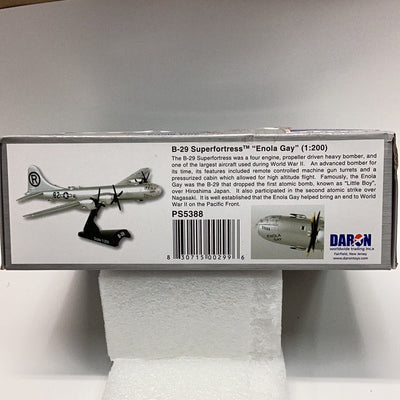 B-29 Superfortress™ "Enola Gay" (1:200)
The B-29 Superfortress was a four engine, propeller driven heavy bomber, and
one of the largest aircraft used during World War II. An advanced bomber for
its time, its features included remote controlled machine gun turrets and a
pressurized cabin which allowed for high altitude flight. Famously, the Enola
Gay was the B-29 that dropped the first atomic bomb, known as "Little Boy",
over Hiroshima Japan. It also participated in the second atomic strike over
Nagasaki. It is well established that the Enola Gay helped bring an end to World
War II on the Pacific Front.
PS5388
R
82
ENOLA
GAY
8 30715 00299 6
DARON
worldwide trading inc.
Fairfield, New Jersey
www.darontoys.com